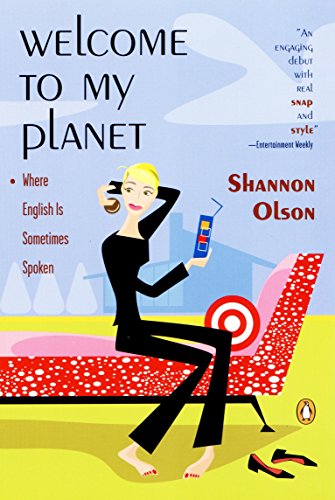 WELCOME
TO MY
PLANET
• Where
English Is
Sometimes
Spoken
"AN
ENGAGING
DEBUT
WITH
REAL
SNAP
AND
STYLE"
—Entertainment Weekly
Shannon
Olson